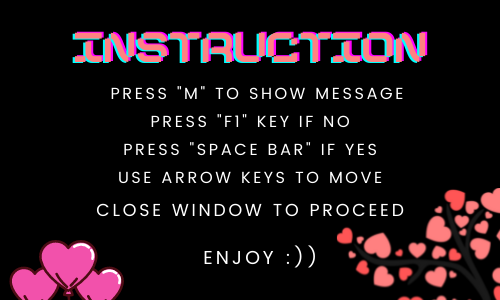 INSTRUCTION
PRESS "M" TO SHOW MESSAGE
PRESS "F1" KEY IF NO
PRESS "SPACE BAR" IF YES
USE ARROW KEYS TO MOVE
CLOSE WINDOW TO PROCEED
ENJOY :))